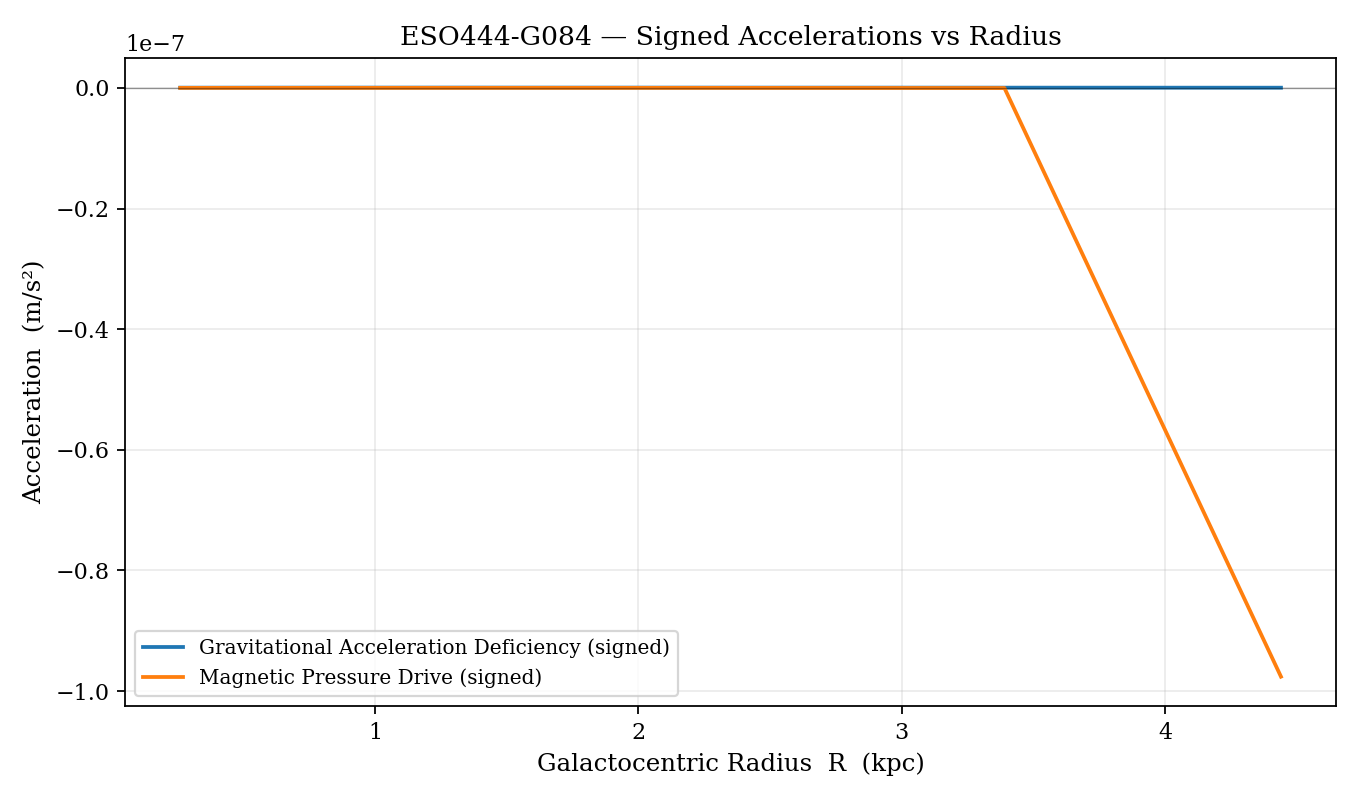 ESO444-G084 — Signed Accelerations vs Radius
1e−7
0.0
−0.2
−0.4
−0.6
−0.8
−1.0
Acceleration (m/s²)
Gravitational Acceleration Deficiency (signed)
Magnetic Pressure Drive (signed)
1 2 3 4
Galactocentric Radius R (kpc)